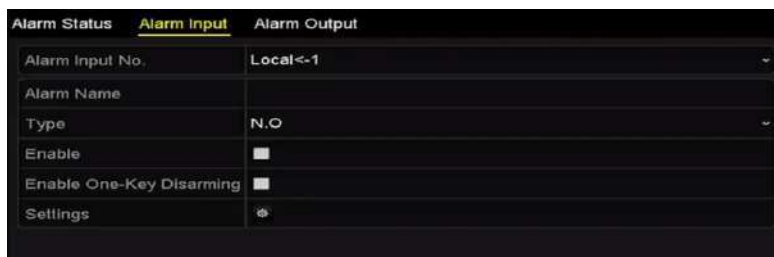 Alarm Status Alarm Input Alarm Output
Alarm Input No. Local<-1
Alarm Name
Type N.O
Enable
Enable One-Key Disarming
Settings